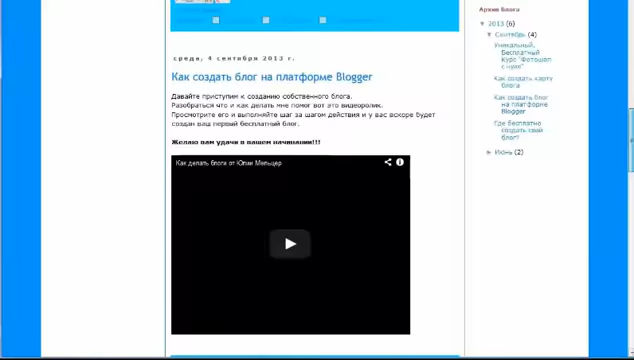 среда, 4 сентября 2013 г.
Как создать блог на платформе Blogger
Давайте приступим к созданию собственного блога.
Разобраться что и как делать мне помог вот это видеоролик.
Просмотрите его и выполняйте шаг за шагом действия и у вас вскоре будет
создан ваш первый бесплатный блог.
Желаю вам удачи в вашем начинании!!!
Как делать блоги от Юлии Мельцер
Архив блога
▼ 2013 (6)
▼ Сентябрь (4)
Уникальный,
Бесплатный
Курс "Фотошоп
с нуля"
Как создать карту
блога
Как создать блог
на платформе
Blogger
Где бесплатно
создать свой
блог?
► Июнь (2)